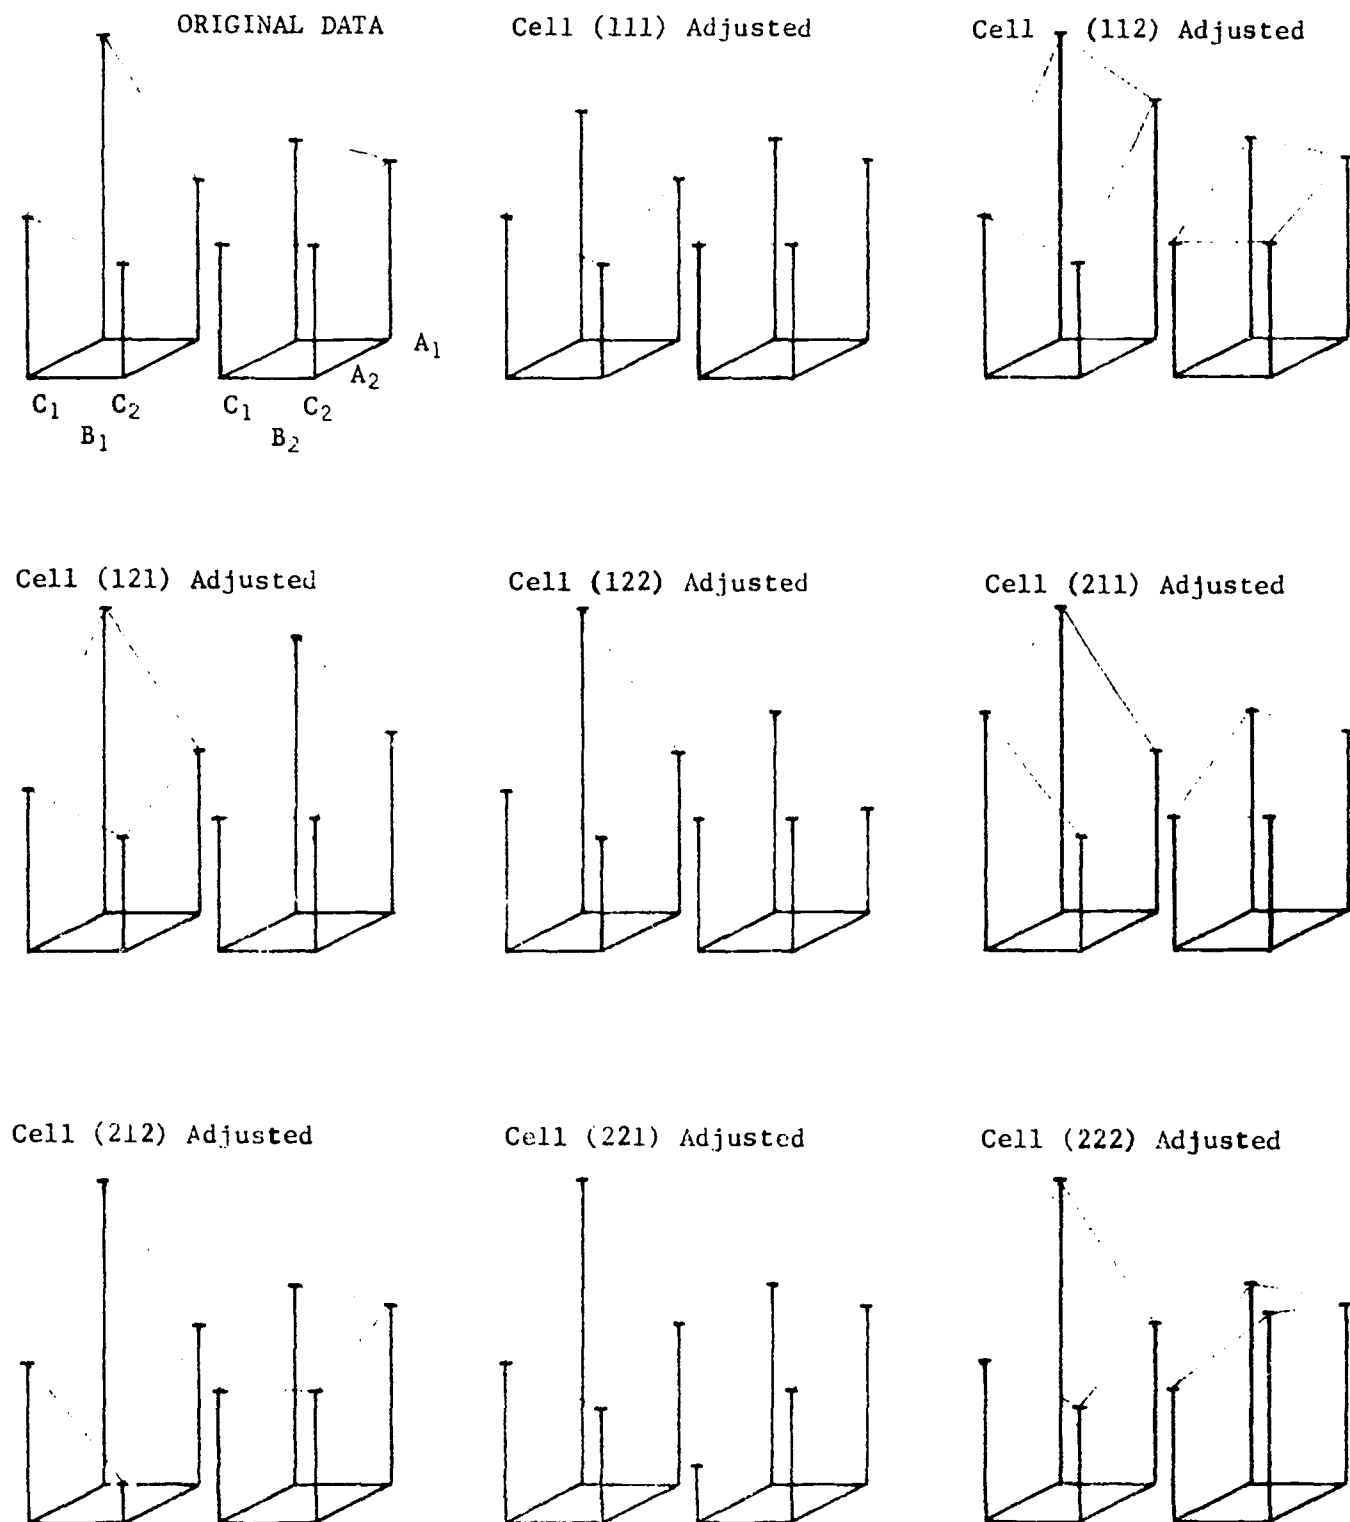 ORIGINAL DATA
Cell (111) Adjusted
Cell (112) Adjusted
A₁
A₂
C₁ C₂ C₁ C₂
B₁ B₂
Cell (121) Adjusted
Cell (122) Adjusted
Cell (211) Adjusted
Cell (212) Adjusted
Cell (221) Adjusted
Cell (222) Adjusted